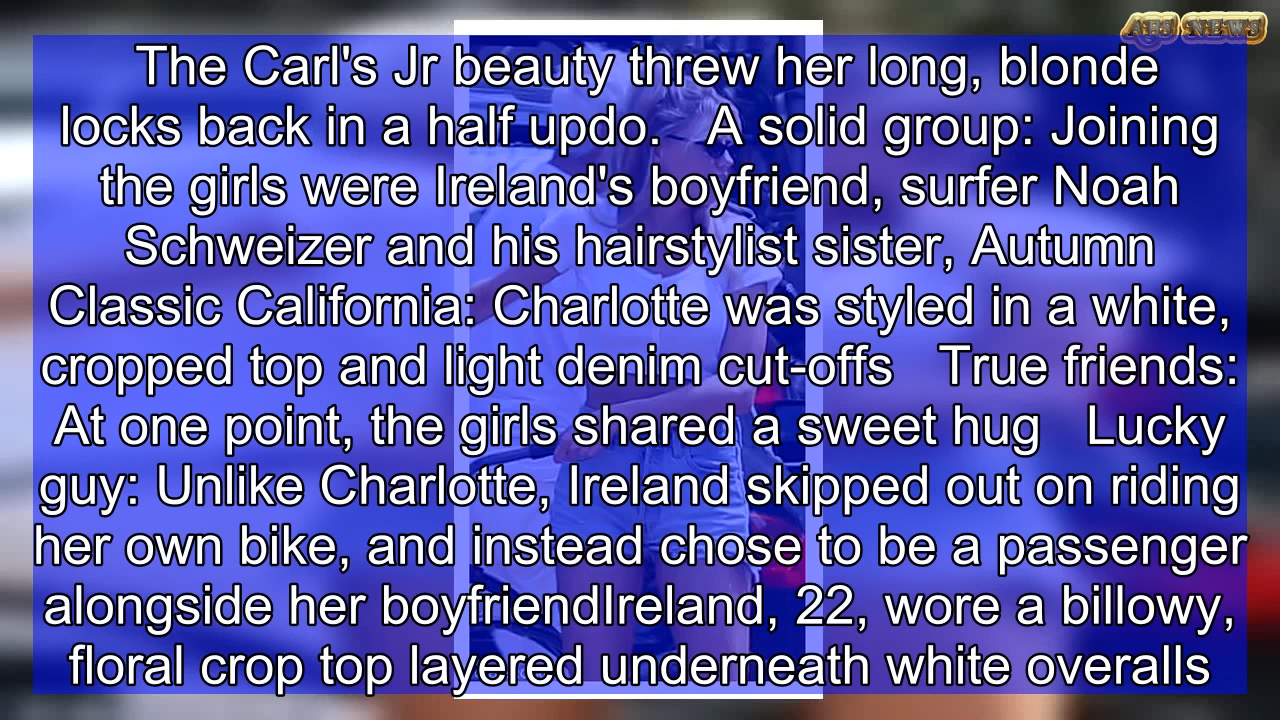 ABS NEWS
The Carl's Jr beauty threw her long, blonde
locks back in a half updo.   A solid group: Joining
the girls were Ireland's boyfriend, surfer Noah
Schweizer and his hairstylist sister, Autumn
Classic California: Charlotte was styled in a white,
cropped top and light denim cut-offs   True friends:
At one point, the girls shared a sweet hug   Lucky
guy: Unlike Charlotte, Ireland skipped out on riding
her own bike, and instead chose to be a passenger
alongside her boyfriendIreland, 22, wore a billowy,
floral crop top layered underneath white overalls